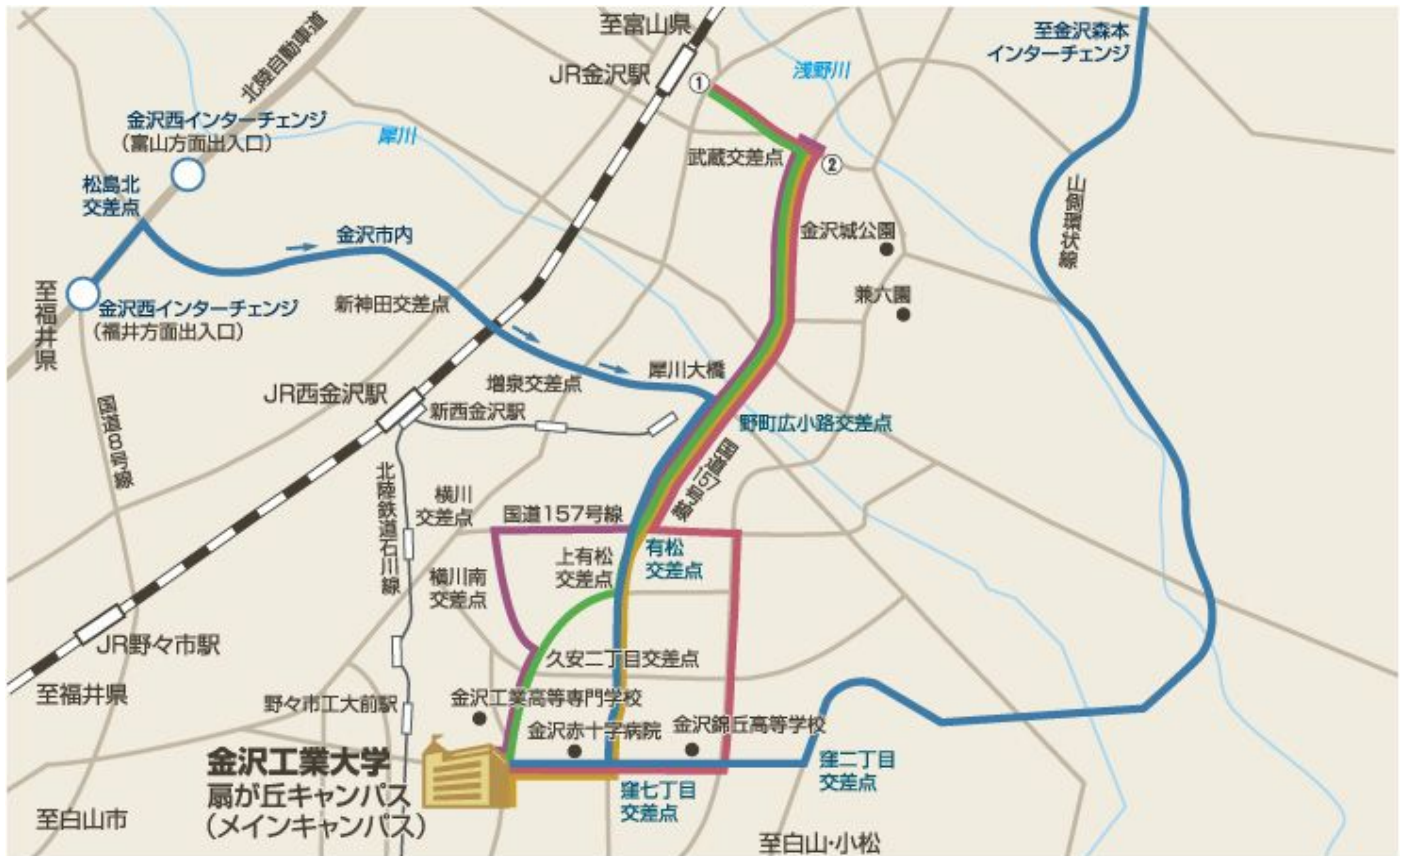 至富山県
JR金沢駅
北陸自動車道
浅野川
至金沢森本
インターチェンジ
①
金沢西インターチェンジ
（富山方面出入口）
犀川
武蔵交差点
②
松島北
交差点
山側環状線
金沢市内
金沢城公園
至福井県
金沢西インターチェンジ
（福井方面出入口）
新神田交差点
兼六園
犀川大橋
増泉交差点
JR西金沢駅
新西金沢駅
国道8号線
野町広小路交差点
国道157号線
北陸鉄道石川線
横川
交差点
国道157号線
上有松
交差点
有松
交差点
横川南
交差点
JR野々市駅
久安二丁目交差点
至福井県
野々市工大前駅
金沢工業高等専門学校
金沢赤十字病院
金沢錦丘高等学校
金沢工業大学
扇が丘キャンパス
（メインキャンパス）
窪二丁目
交差点
窪七丁目
交差点
至白山市
至白山・小松